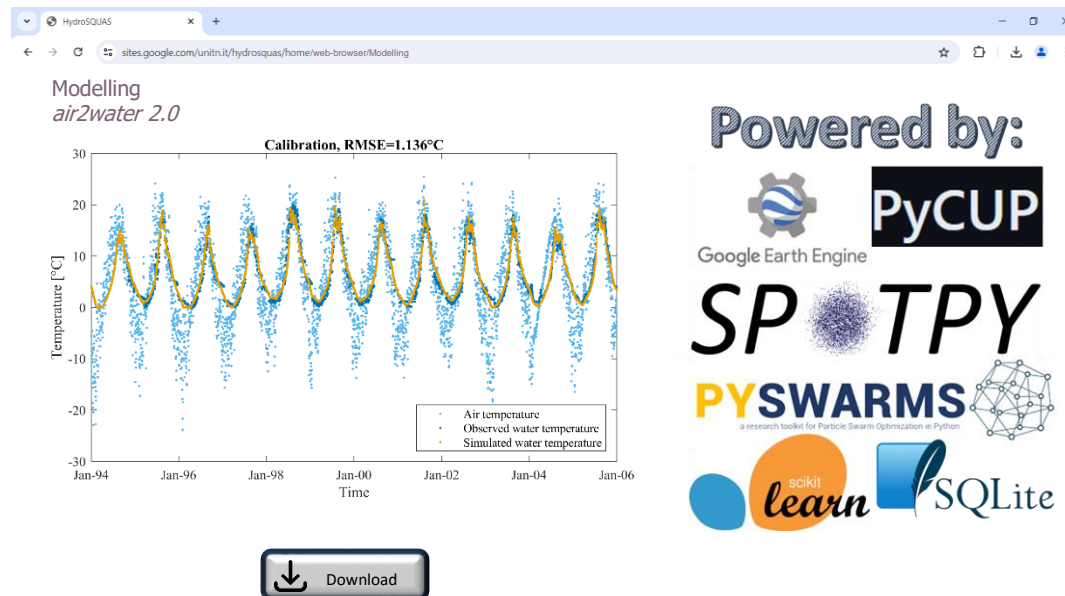 HydroSQUAS
sites.google.com/unitn.it/hydrosquas/home/web-browser/Modelling
Modelling
air2water 2.0
Calibration, RMSE=1.136°C
30
20
10
0
-10
-20
-30
Temperature [°C]
Air temperature
Observed water temperature
Simulated water temperature
Jan-94 Jan-96 Jan-98 Jan-00 Jan-02 Jan-04 Jan-06
Time
Download
Powered by:
Google Earth Engine
PyCUP
SPOTPY
PYSWARMS
a research toolkit for Particle Swarm Optimization in Python
scikit
learn
SQLite